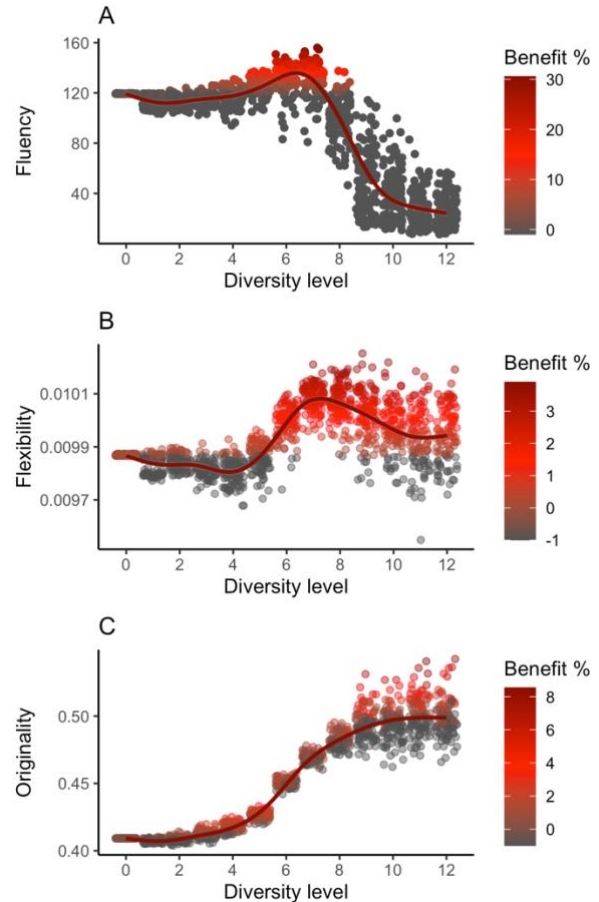 A
160
120
80
40
Fluency
0 2 4 6 8 10 12
Diversity level
Benefit %
30
20
10
0
B
0.0101
0.0099
0.0097
Flexibility
0 2 4 6 8 10 12
Diversity level
Benefit %
3
2
1
0
-1
C
0.50
0.45
0.40
Originality
0 2 4 6 8 10 12
Diversity level
Benefit %
8
6
4
2
0